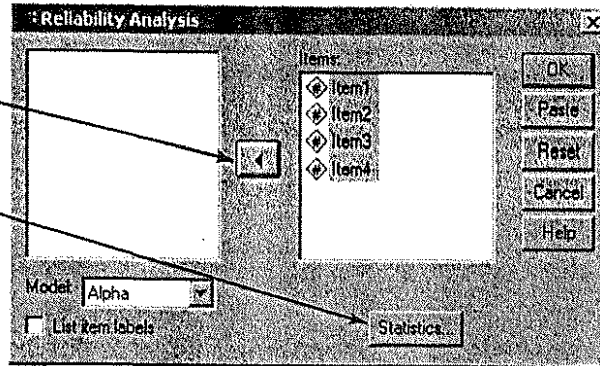 Reliability Analysis
Items:
Item1
Item2
Item3
Item4
OK
Paste
Reset
Cancel
Help
Model: Alpha
List item labels
Statistics...